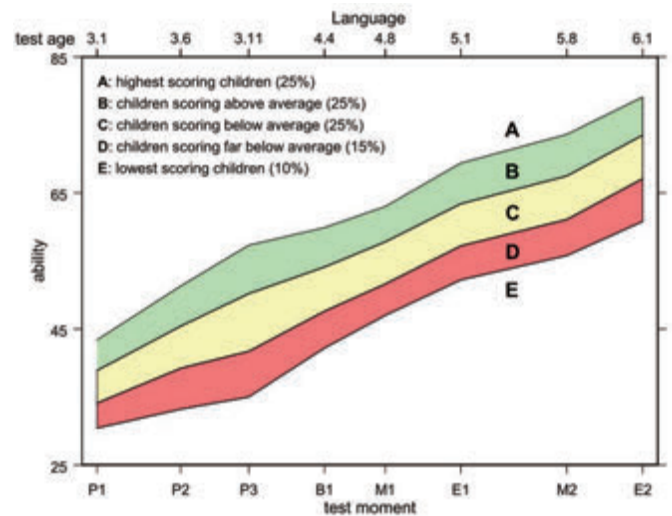 Language
test age 3.1 3.6 3.11 4.4 4.8 5.1 5.8 6.1
85
A: highest scoring children (25%)
B: children scoring above average (25%)
C: children scoring below average (25%)
D: children scoring far below average (15%)
E: lowest scoring children (10%)
A
B
65
C
D
E
ability
45
25
P1 P2 P3 B1 M1 E1 M2 E2
test moment